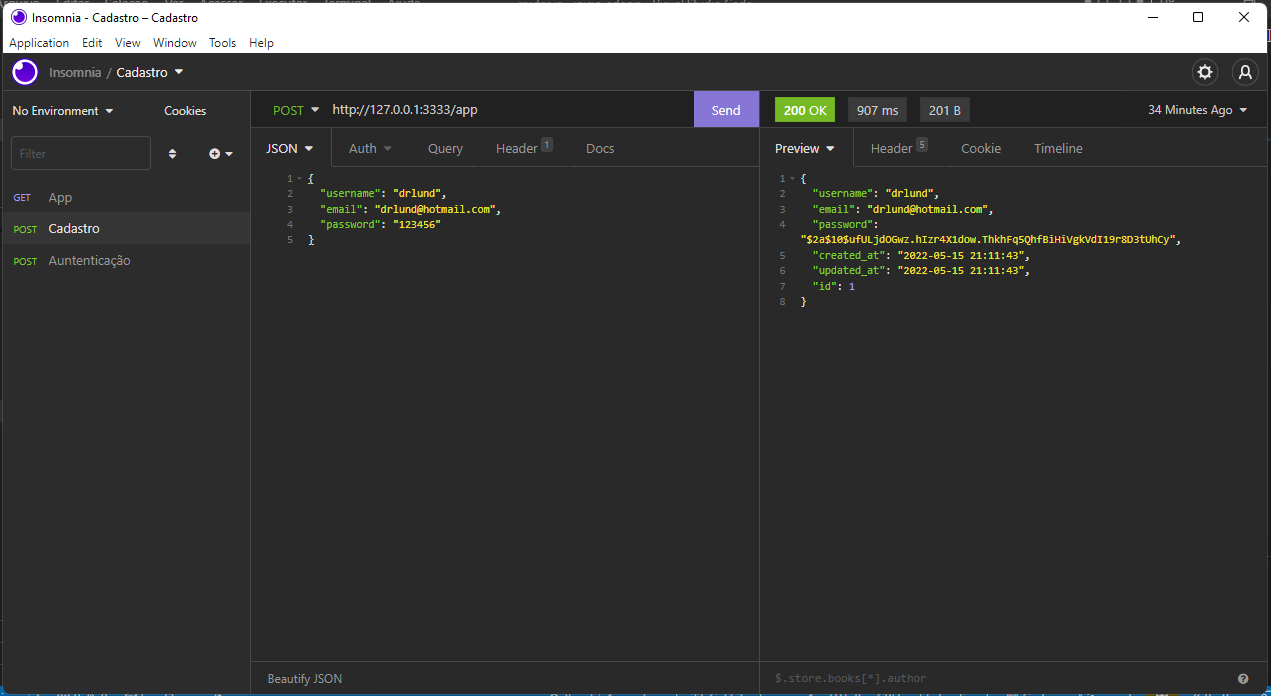 Insomnia - Cadastro – Cadastro
Application Edit View Window Tools Help
Insomnia / Cadastro
No Environment Cookies
POST http://127.0.0.1:3333/app Send
200 OK 907 ms 201 B 34 Minutes Ago
Filter
JSON Auth Query Header 1 Docs
Preview Header 5 Cookie Timeline
GET App
POST Cadastro
POST Auntenticação
1 {
2 "username": "drlund",
3 "email": "drlund@hotmail.com",
4 "password": "123456"
5 }
1 {
2 "username": "drlund",
3 "email": "drlund@hotmail.com",
4 "password":
"$2a$10$ufULjdOGwz.hIzr4X1dow.ThkhFq5QhfBiHiVgkVdI19r8D3tUhCy",
5 "created_at": "2022-05-15 21:11:43",
6 "updated_at": "2022-05-15 21:11:43",
7 "id": 1
8 }
Beautify JSON
$.store.books[*].author